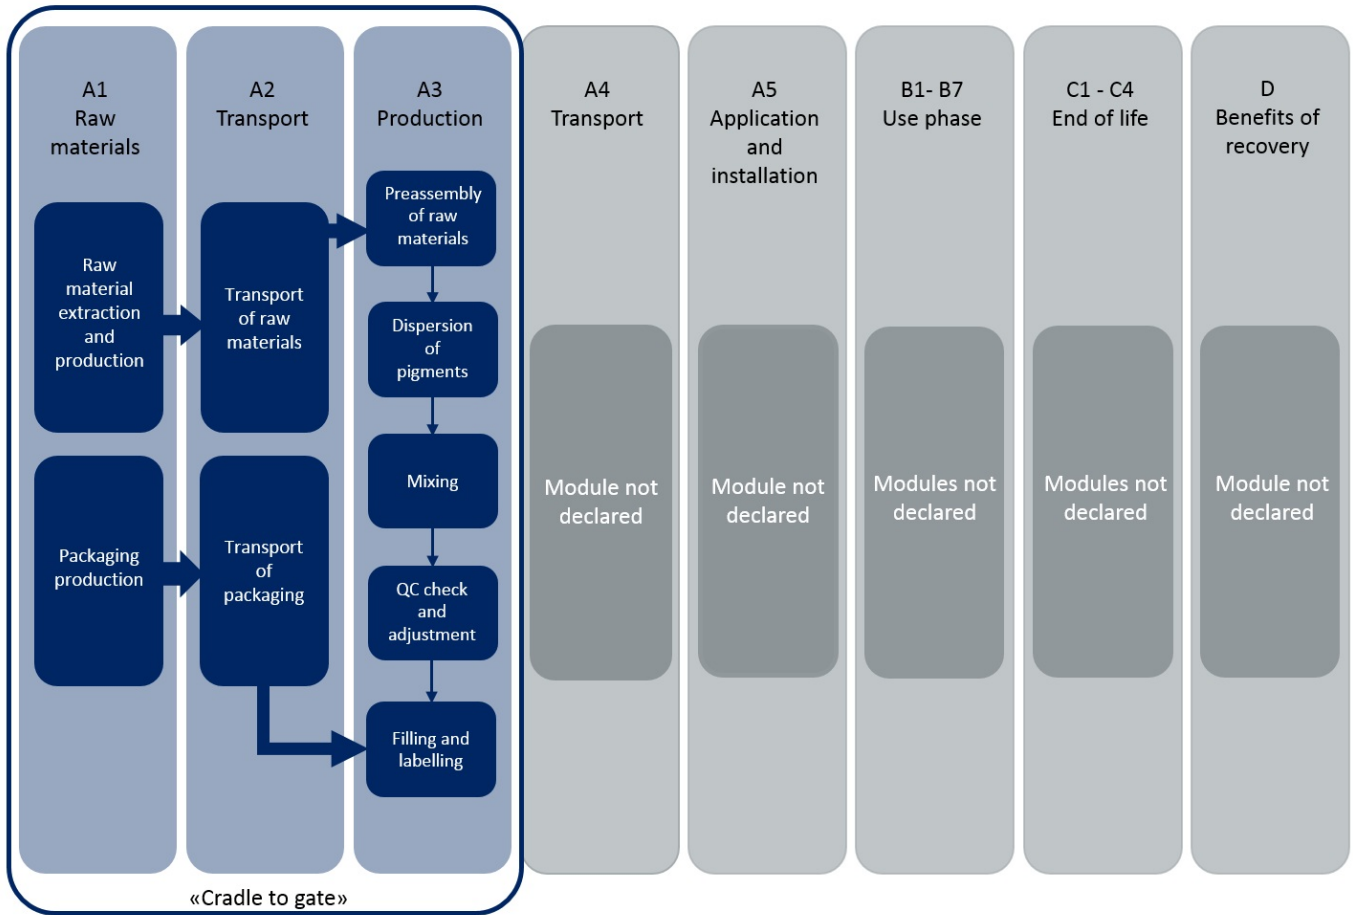 A1
Raw
materials
Raw
material
extraction
and
production
Packaging
production
A2
Transport
Transport
of raw
materials
Transport
of
packaging
A3
Production
Preassembly
of raw
materials
Dispersion
of
pigments
Mixing
QC check
and
adjustment
Filling and
labelling
«Cradle to gate»
A4
Transport
Module not
declared
A5
Application
and
installation
Module not
declared
B1- B7
Use phase
Modules not
declared
C1 - C4
End of life
Modules not
declared
D
Benefits of
recovery
Module not
declared